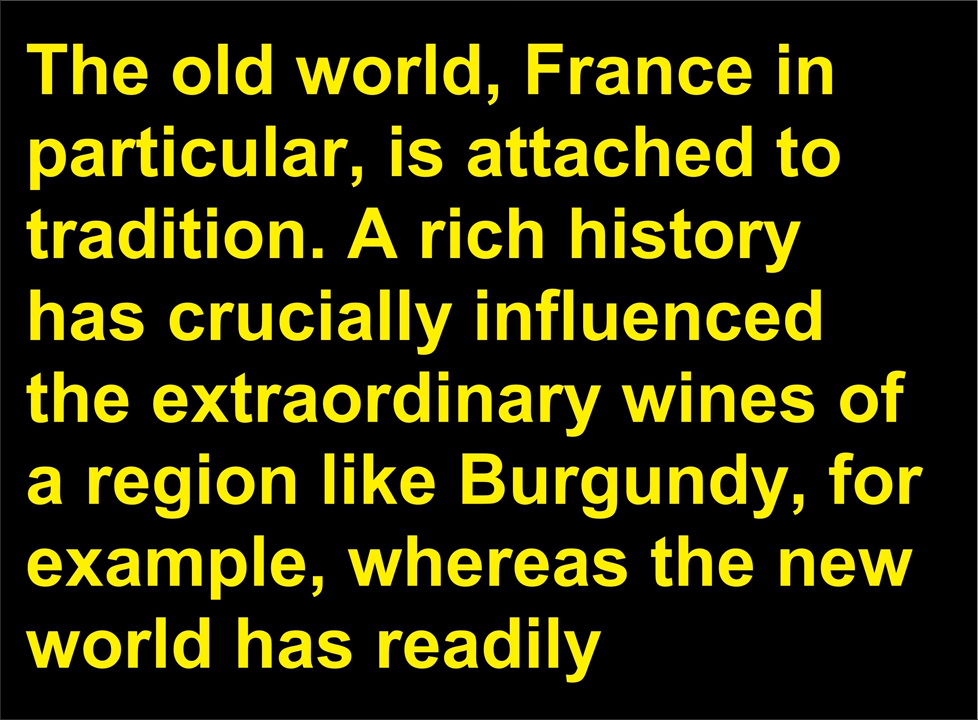 The old world, France in
particular, is attached to
tradition. A rich history
has crucially influenced
the extraordinary wines of
a region like Burgundy, for
example, whereas the new
world has readily